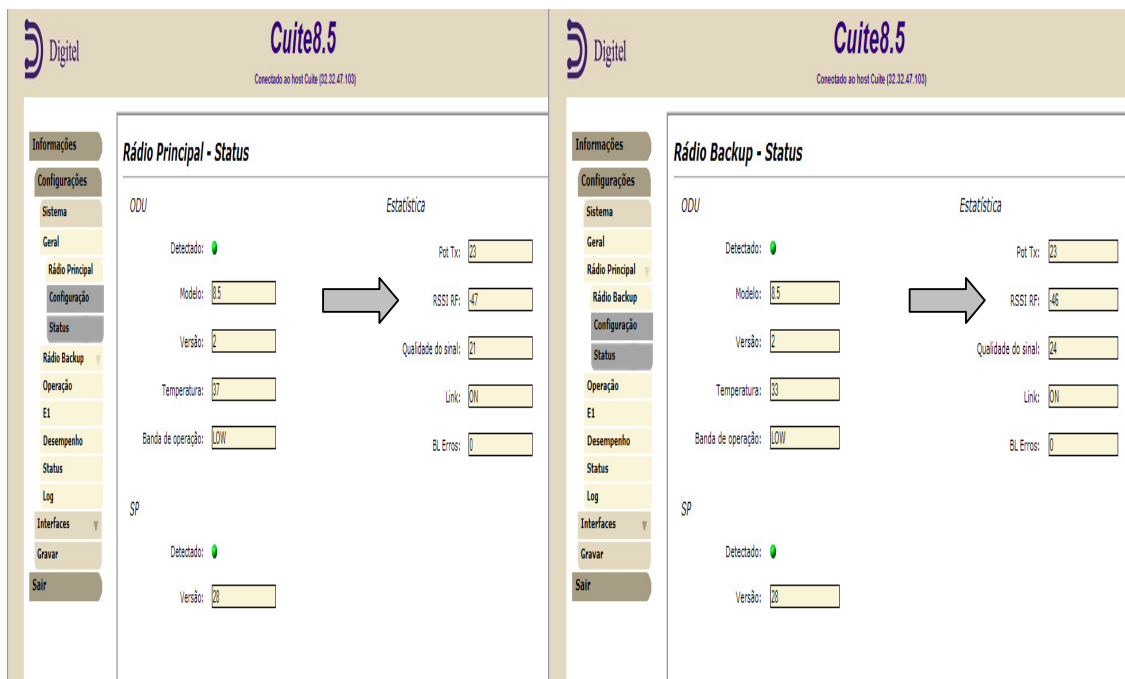 Digitel
Cuite8.5
Conectado ao host Cuite (32.32.47.103)
Informações
Configurações
Sistema
Geral
Rádio Principal
Configuração
Status
Rádio Backup
Operação
E1
Desempenho
Status
Log
Interfaces
Gravar
Sair
Rádio Principal - Status
ODU
Detectado:
Modelo: 8.5
Versão: 2
Temperatura: 37
Banda de operação: LOW
SP
Detectado:
Versão: 28
Estatística
Pot Tx: 23
RSSI RF: -47
Qualidade do sinal: 21
Link: ON
BL Erros: 0
Digitel
Cuite8.5
Conectado ao host Cuite (32.32.47.103)
Informações
Configurações
Sistema
Geral
Rádio Principal
Rádio Backup
Configuração
Status
Operação
E1
Desempenho
Status
Log
Interfaces
Gravar
Sair
Rádio Backup - Status
ODU
Detectado:
Modelo: 8.5
Versão: 2
Temperatura: 33
Banda de operação: LOW
SP
Detectado:
Versão: 28
Estatística
Pot Tx: 23
RSSI RF: -46
Qualidade do sinal: 24
Link: ON
BL Erros: 0